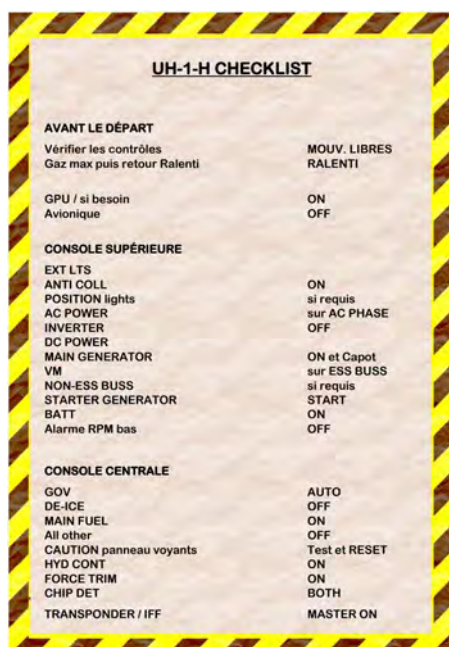 UH-1-H CHECKLIST
AVANT LE DÉPART
Vérifier les contrôles MOUV. LIBRES
Gaz max puis retour Ralenti RALENTI
GPU / si besoin ON
Avionique OFF
CONSOLE SUPÉRIEURE
EXT LTS
ANTI COLL ON
POSITION lights si requis
AC POWER sur AC PHASE
INVERTER OFF
DC POWER
MAIN GENERATOR ON et Capot
VM sur ESS BUSS
NON-ESS BUSS si requis
STARTER GENERATOR START
BATT ON
Alarme RPM bas OFF
CONSOLE CENTRALE
GOV AUTO
DE-ICE OFF
MAIN FUEL ON
All other OFF
CAUTION panneau voyants Test et RESET
HYD CONT ON
FORCE TRIM ON
CHIP DET BOTH
TRANSPONDER / IFF MASTER ON